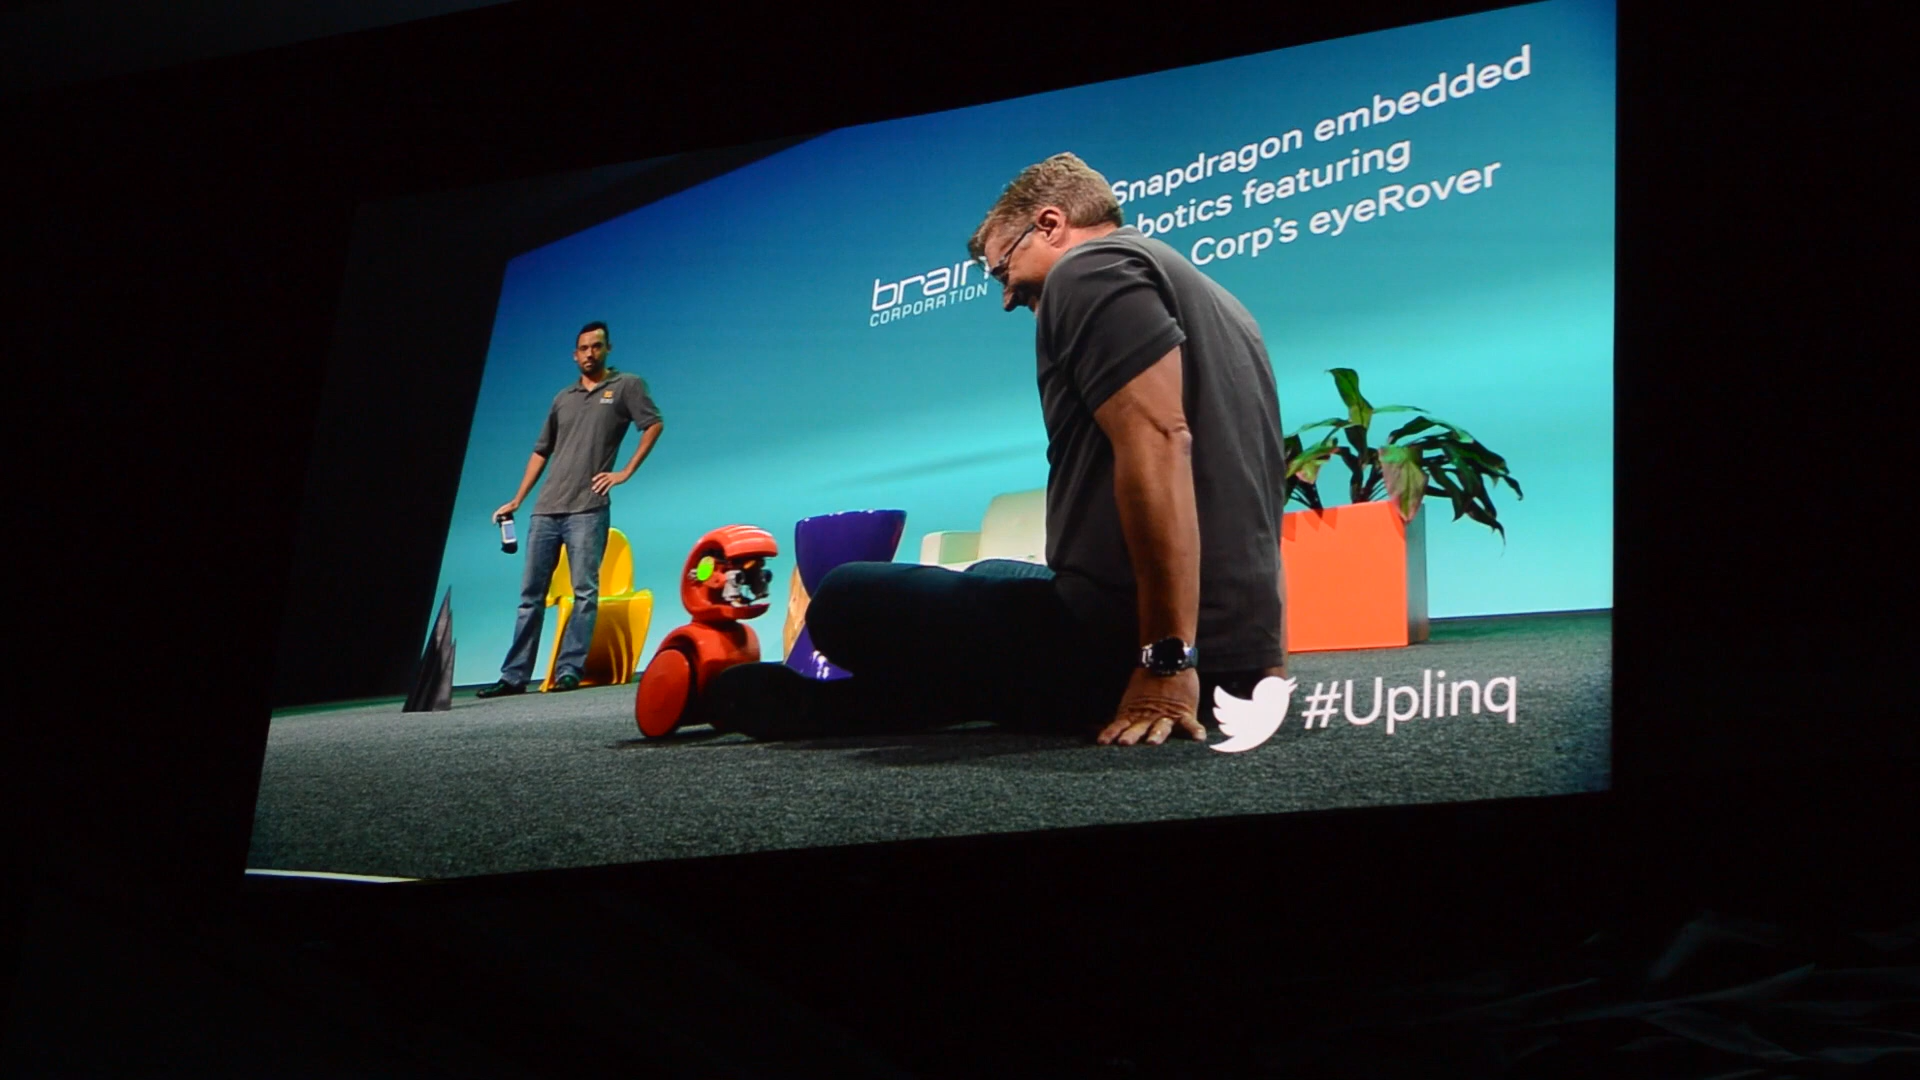 Snapdragon embedded
botics featuring
Corp's eyeRover
brain
CORPORATION
#Uplinq